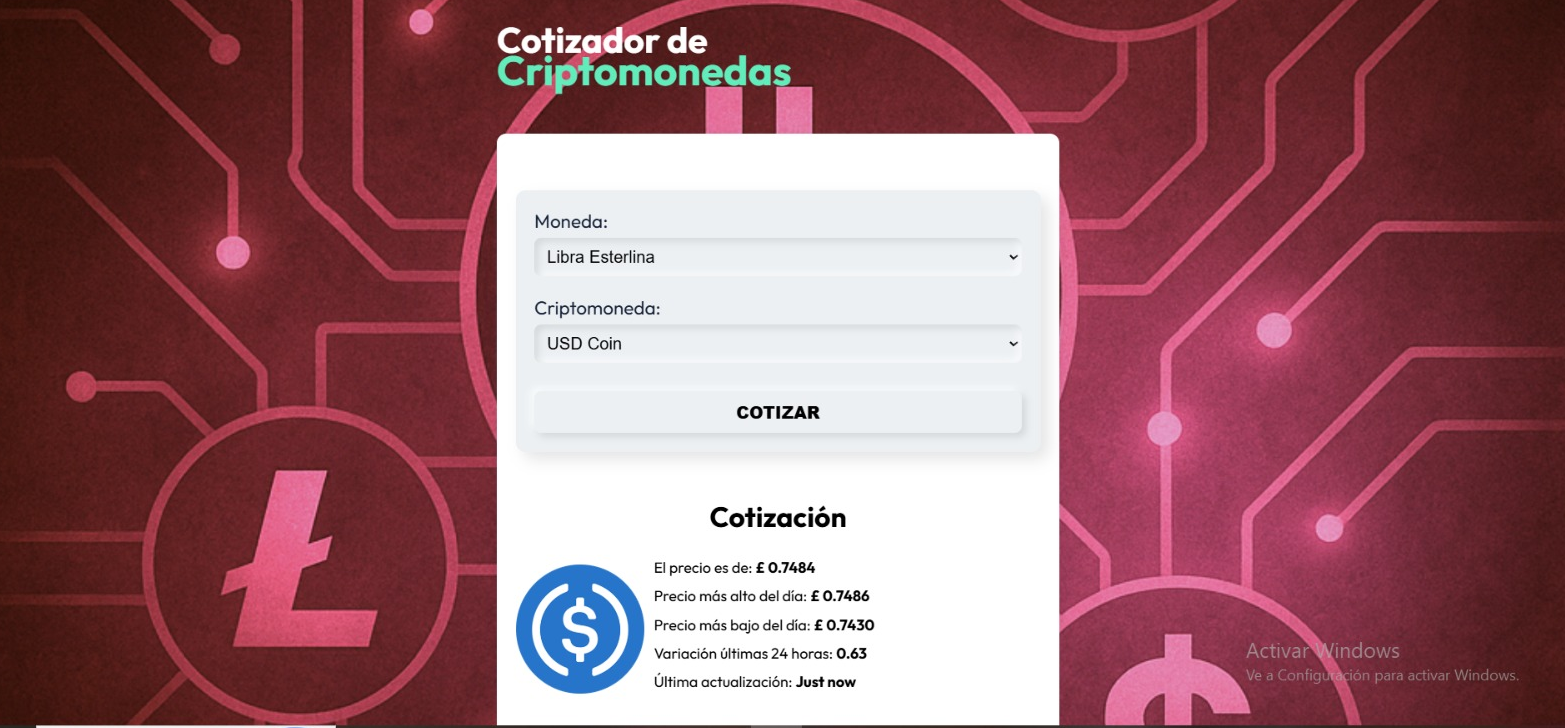 Cotizador de
Criptomonedas
Moneda:
Libra Esterlina
Criptomoneda:
USD Coin
COTIZAR
Cotización
El precio es de: £ 0.7484
Precio más alto del día: £ 0.7486
Precio más bajo del día: £ 0.7430
Variación últimas 24 horas: 0.63
Última actualización: Just now
Activar Windows
Ve a Configuración para activar Windows.